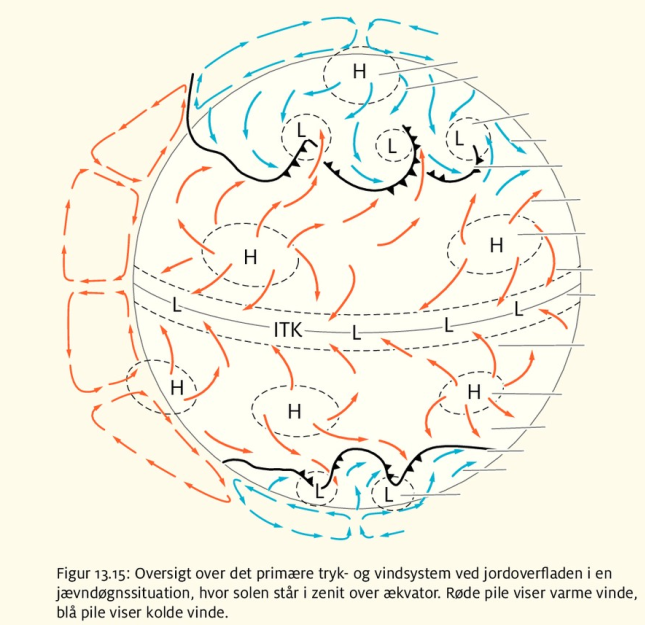 H
L
L
L
H
H
L
L
L
ITK
L
H
H
H
L
L
Figur 13.15: Oversigt over det primære tryk- og vindsystem ved jordoverfladen i en
jævndøgnssituation, hvor solen står i zenit over ækvator. Røde pile viser varme vinde,
blå pile viser kolde vinde.